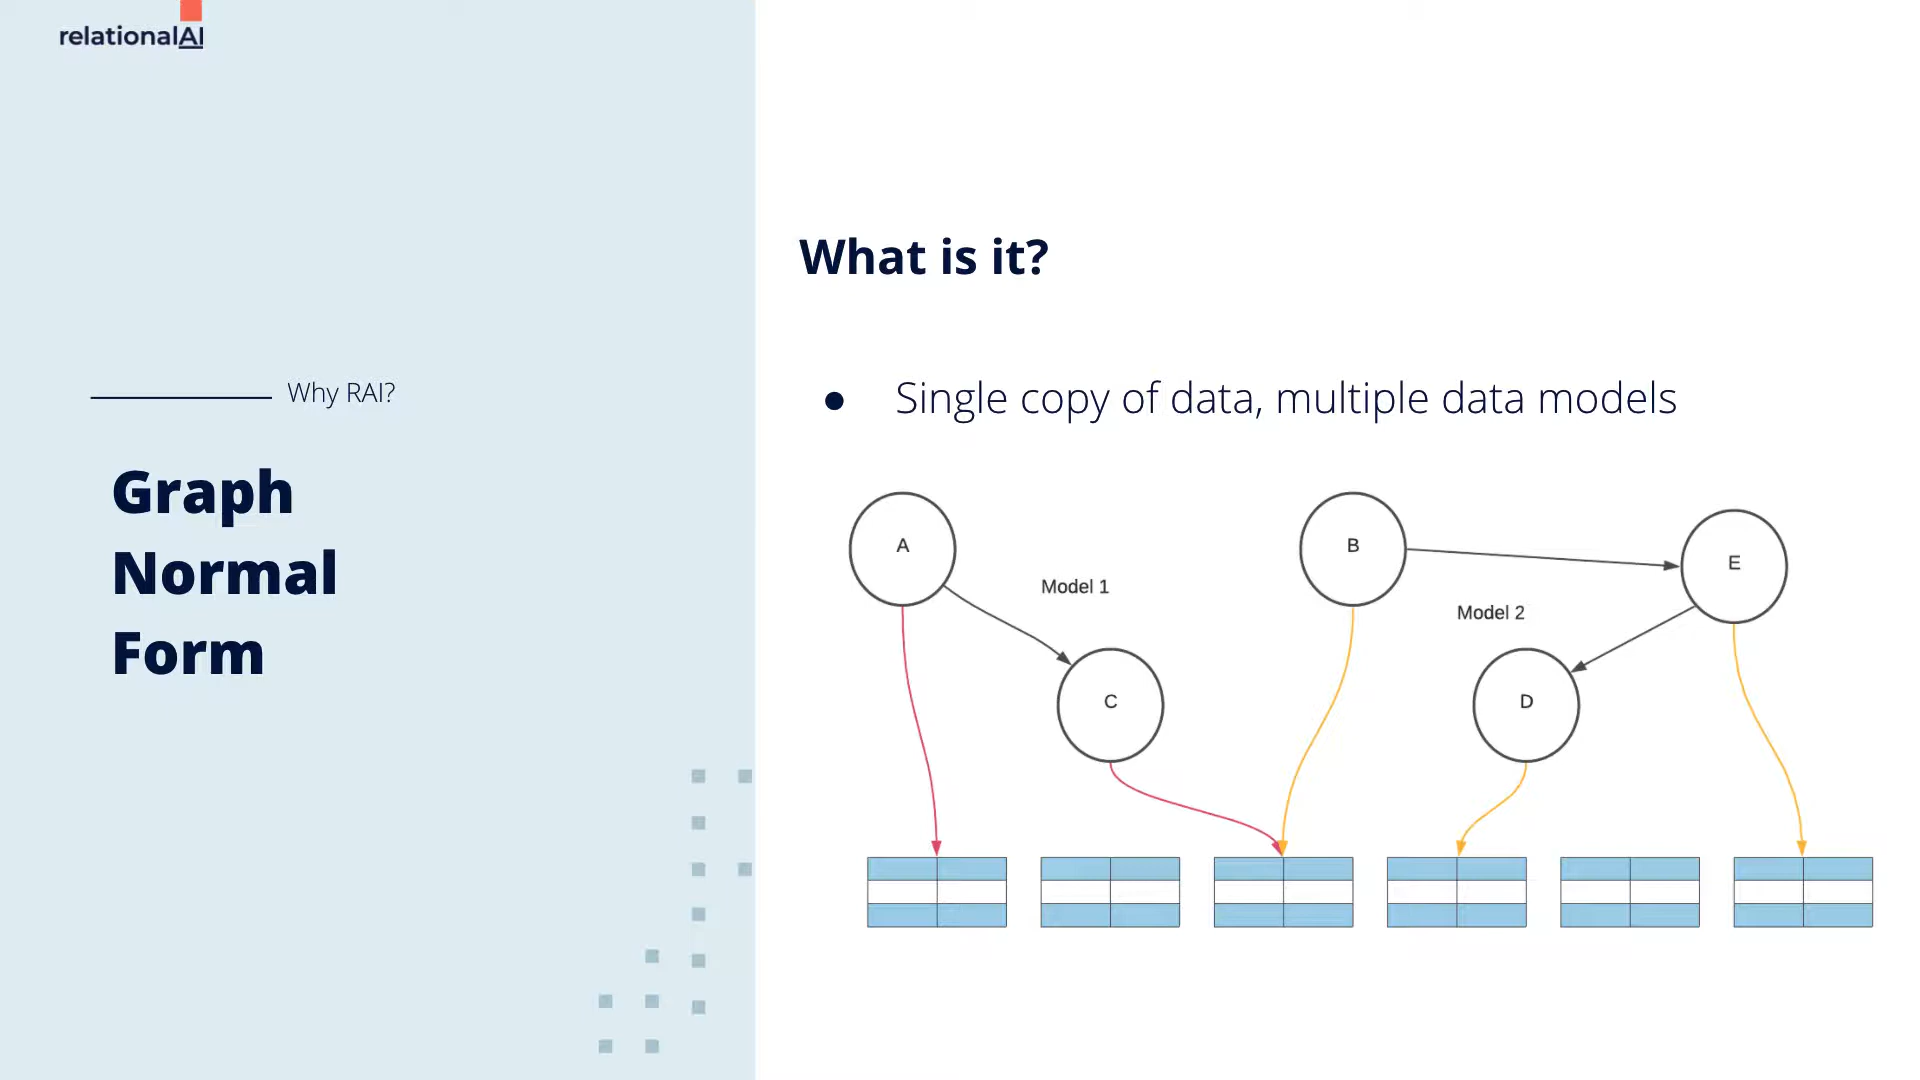 relationalAI
Why RAI?
Graph
Normal
Form
What is it?
● Single copy of data, multiple data models
A
B
E
Model 1
Model 2
C
D